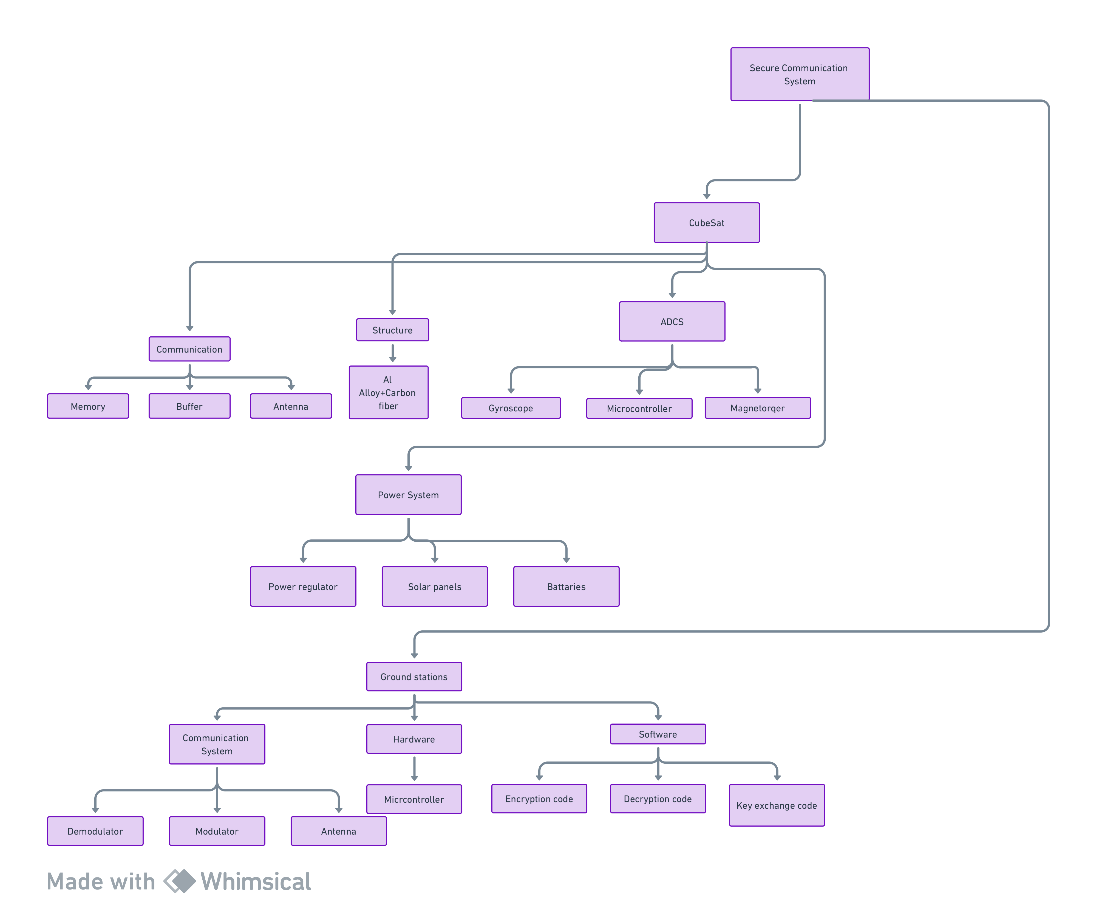 Secure Communication
System
CubeSat
ADCS
Structure
Communication
Al
Alloy+Carbon
fiber
Memory
Buffer
Antenna
Gyroscope
Microcontroller
Magnetorqer
Power System
Power regulator
Solar panels
Battaries
Ground stations
Communication
System
Hardware
Software
Micrcontroller
Encryption code
Decryption code
Key exchange code
Demodulator
Modulator
Antenna
Made with Whimsical